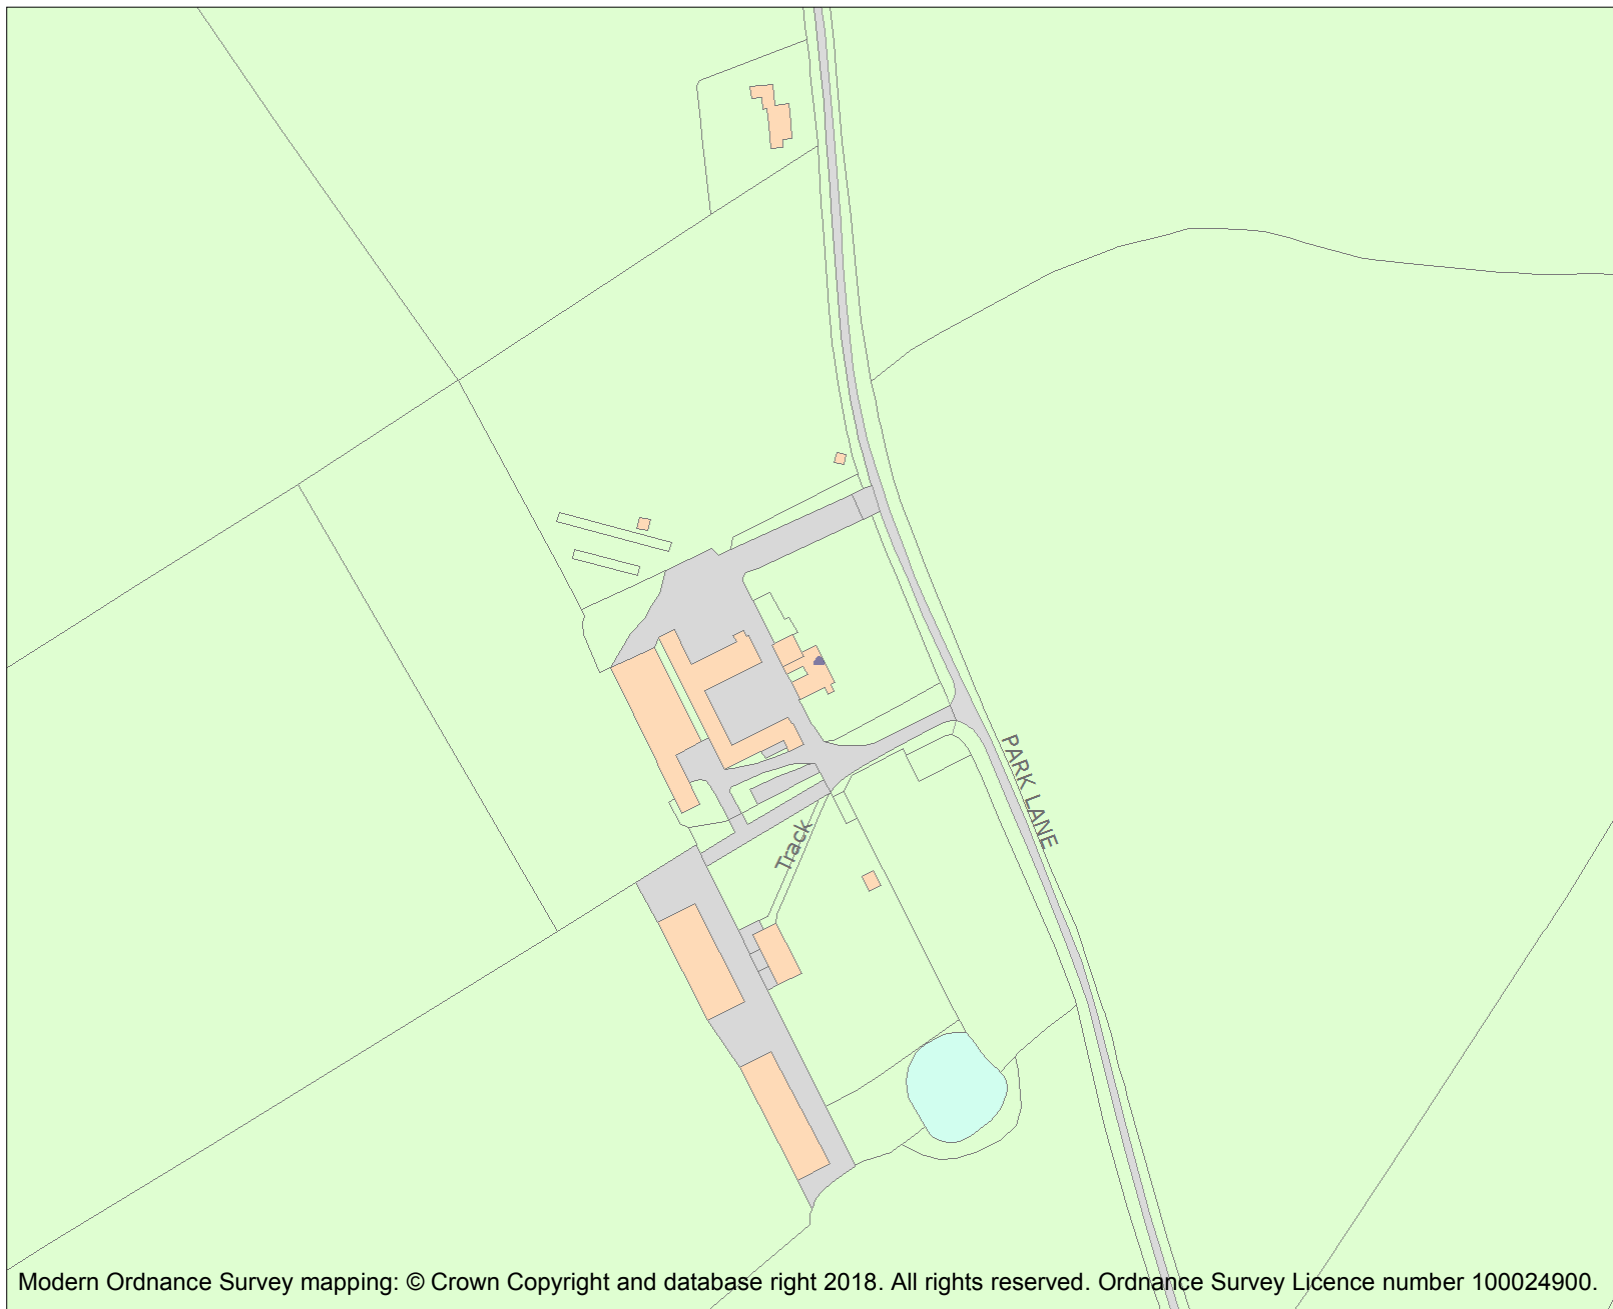 PARK LANE
Track
Modern Ordnance Survey mapping: © Crown Copyright and database right 2018. All rights reserved. Ordnance Survey Licence number 100024900.